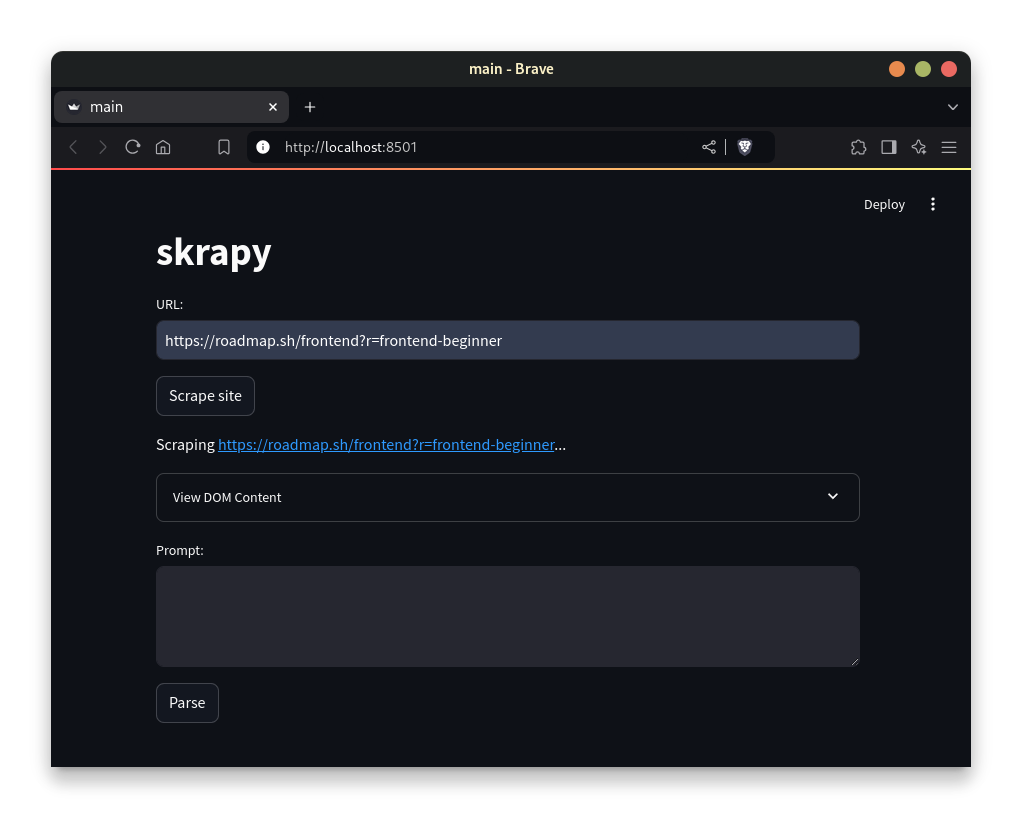 main - Brave
main
http://localhost:8501
Deploy
skrapy
URL:
https://roadmap.sh/frontend?r=frontend-beginner
Scrape site
Scraping https://roadmap.sh/frontend?r=frontend-beginner...
View DOM Content
Prompt:
Parse